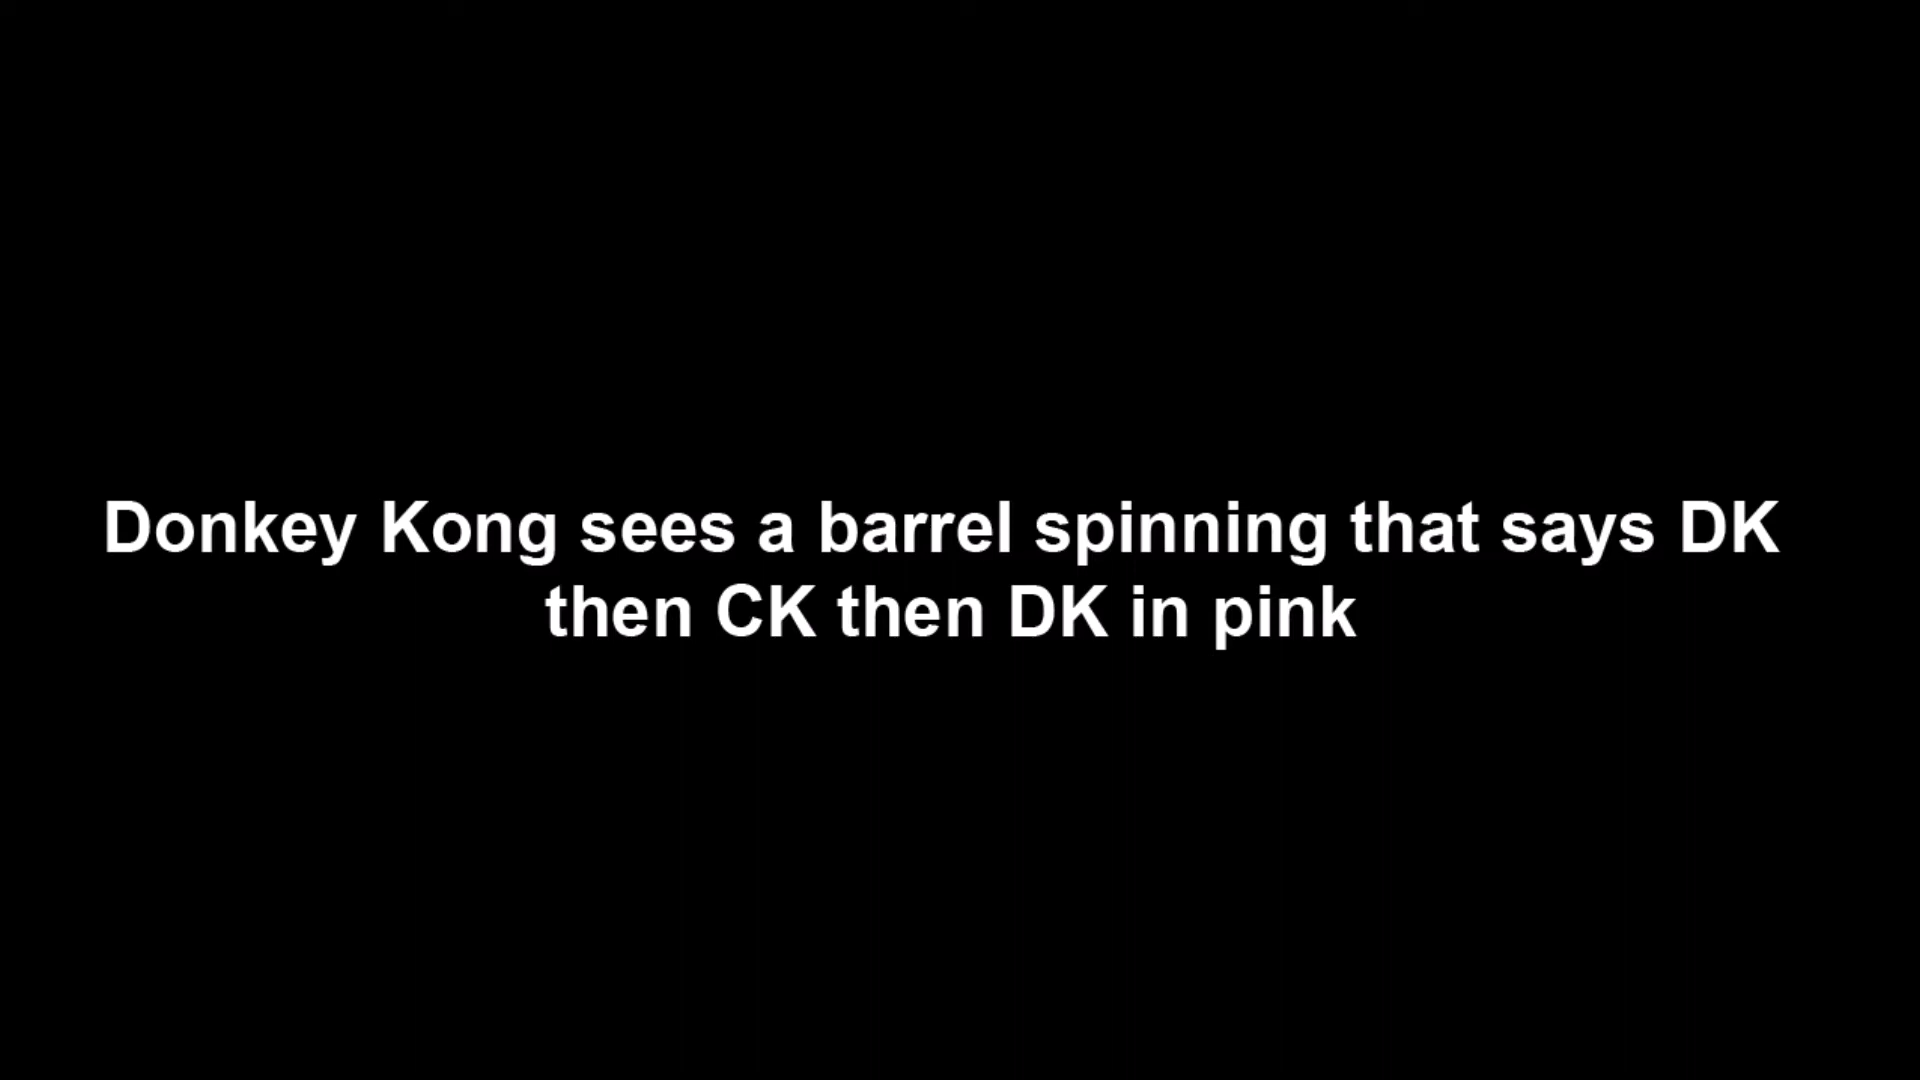 Donkey Kong sees a barrel spinning that says DK
then CK then DK in pink